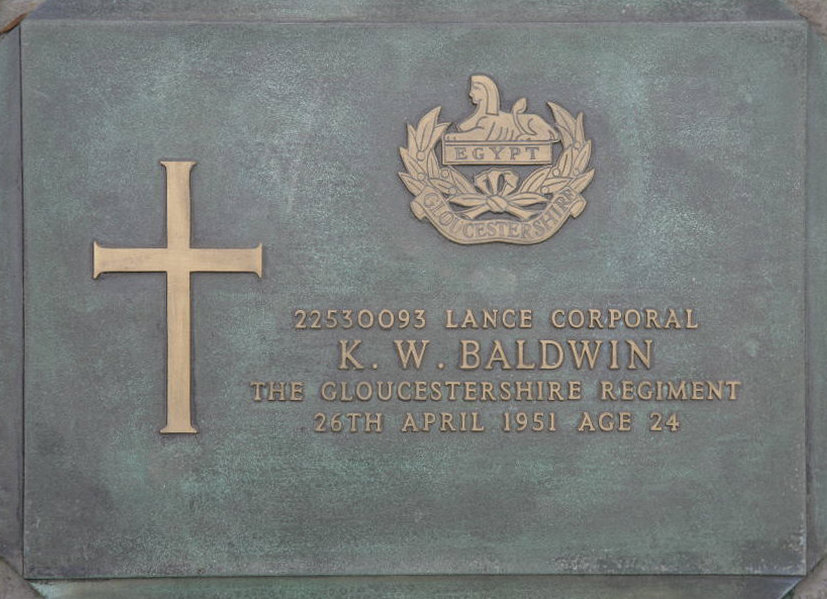 EGYPT
GLOUCESTERSHIRE
22530093 LANCE CORPORAL
K. W. BALDWIN
THE GLOUCESTERSHIRE REGIMENT
26TH APRIL 1951 AGE 24